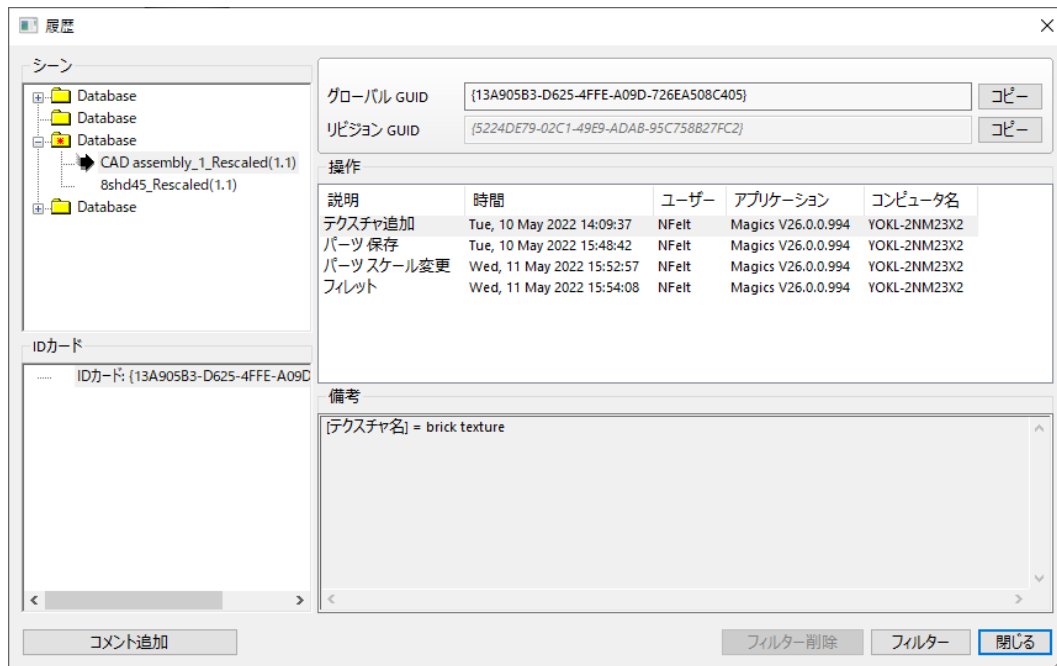 履歴
シーン
Database
Database
Database
CAD assembly_1_Rescaled(1.1)
8shd45_Rescaled(1.1)
Database
IDカード
IDカード: {13A905B3-D625-4FFE-A09D
コメント追加
グローバル GUID {13A905B3-D625-4FFE-A09D-726EA508C405} コピー
リビジョン GUID {5224DE79-02C1-49E9-ADAB-95C758B27FC2} コピー
操作
説明 時間 ユーザー アプリケーション コンピュータ名
テクスチャ追加 Tue, 10 May 2022 14:09:37 NFelt Magics V26.0.0.994 YOKL-2NM23X2
パーツ 保存 Tue, 10 May 2022 15:48:42 NFelt Magics V26.0.0.994 YOKL-2NM23X2
パーツ スケール変更 Wed, 11 May 2022 15:52:57 NFelt Magics V26.0.0.994 YOKL-2NM23X2
フィレット Wed, 11 May 2022 15:54:08 NFelt Magics V26.0.0.994 YOKL-2NM23X2
備考
[テクスチャ名] = brick texture
フィルター削除 フィルター 閉じる